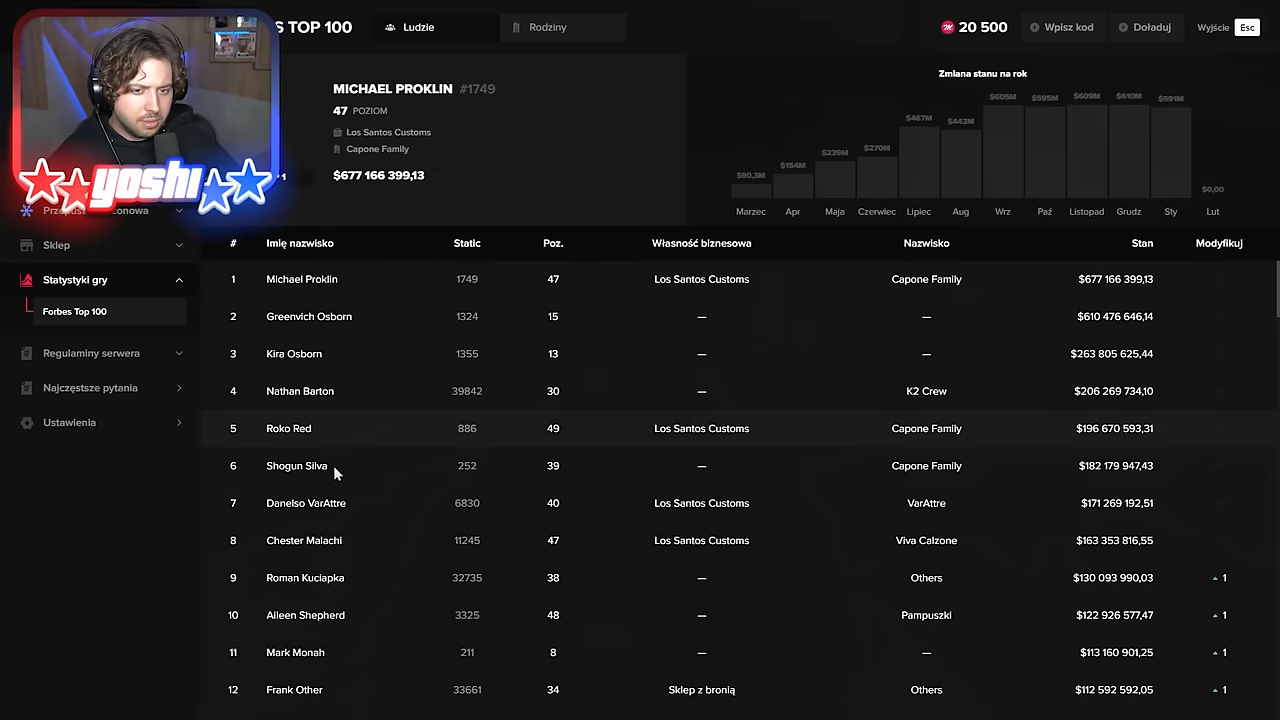 S TOP 100
Ludzie
Rodziny
20 500
Wpisz kod
Doładuj
Wyjście
Esc
yoshi
1
MICHAEL PROKLIN #1749
47 POZIOM
Los Santos Customs
Capone Family
$677 166 399,13
Zmiana stanu na rok
$90,3M $154M $239M $270M $467M $443M $605M $595M $609M $610M $591M $0,00
Marzec Apr Maja Czerwiec Lipiec Aug Wrz Paź Listopad Grudz Sty Lut
Sklep
Statystyki gry
Forbes Top 100
Regulaminy serwera
Najczęstsze pytania
Ustawienia
# Imię nazwisko Static Poz. Własność biznesowa Nazwisko Stan Modyfikuj
1 Michael Proklin 1749 47 Los Santos Customs Capone Family $677 166 399,13
2 Greenvich Osborn 1324 15 — — $610 476 646,14
3 Kira Osborn 1355 13 — — $263 805 625,44
4 Nathan Barton 39842 30 — K2 Crew $206 269 734,10
5 Roko Red 886 49 Los Santos Customs Capone Family $196 670 593,31
6 Shogun Silva 252 39 — Capone Family $182 179 947,43
7 Danelso VarAttre 6830 40 Los Santos Customs VarAttre $171 269 192,51
8 Chester Malachi 11245 47 Los Santos Customs Viva Calzone $163 353 816,55
9 Roman Kuciapka 32735 38 — Others $130 093 990,03 1
10 Aileen Shepherd 3325 48 — Pampuszki $122 926 577,47 1
11 Mark Monah 211 8 — — $113 160 901,25 1
12 Frank Other 33661 34 Sklep z bronią Others $112 592 592,05 1